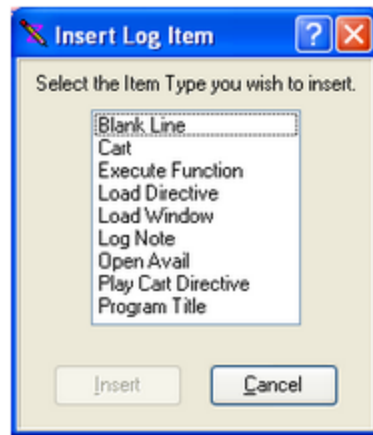 Insert Log Item
Select the Item Type you wish to insert.
Blank Line
Cart
Execute Function
Load Directive
Load Window
Log Note
Open Avail
Play Cart Directive
Program Title
Insert
Cancel